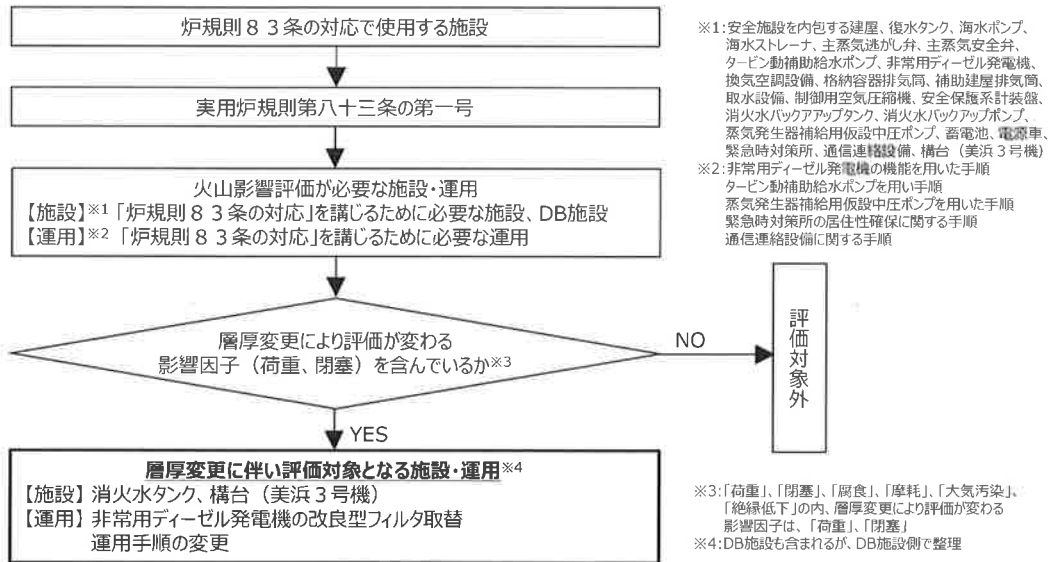 炉規則８３条の対応で使用する施設
実用炉規則第八十三条の第一号
火山影響評価が必要な施設・運用
【施設】※1「炉規則８３条の対応」を講じるために必要な施設、DB施設
【運用】※2「炉規則８３条の対応」を講じるために必要な運用
層厚変更により評価が変わる
影響因子（荷重、閉塞）を含んでいるか※3
NO
評価対象外
YES
層厚変更に伴い評価対象となる施設・運用※4
【施設】 消火水タンク、構台（美浜３号機）
【運用】 非常用ディーゼル発電機の改良型フィルタ取替
運用手順の変更
※1:安全施設を内包する建屋、復水タンク、海水ポンプ、
海水ストレーナ、主蒸気逃がし弁、主蒸気安全弁、
タービン動補助給水ポンプ、非常用ディーゼル発電機、
換気空調設備、格納容器排気筒、補助建屋排気筒、
取水設備、制御用空気圧縮機、安全保護系計装盤、
消火水バックアアップタンク、消火水バックアップポンプ、
蒸気発生器補給用仮設中圧ポンプ、蓄電池、電源車、
緊急時対策所、通信連絡設備、構台（美浜３号機）
※2:非常用ディーゼル発電機の機能を用いた手順
タービン動補助給水ポンプを用い手順
蒸気発生器補給用仮設中圧ポンプを用いた手順
緊急時対策所の居住性確保に関する手順
通信連絡設備に関する手順
※3:「荷重」、「閉塞」、「腐食」、「摩耗」、「大気汚染」、
「絶縁低下」の内、層厚変更により評価が変わる
影響因子は、「荷重」、「閉塞」
※4:DB施設も含まれるが、DB施設側で整理